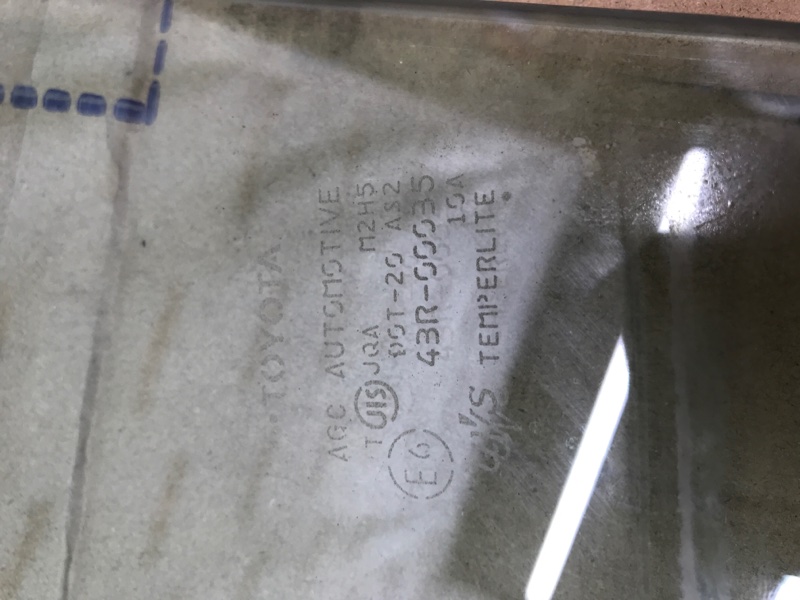 TOYOTA
AGC AUTOMOTIVE
T JIS JQA M2H5
DOT-20 AS2
E6 43R-00035
10A
TEMPERLITE